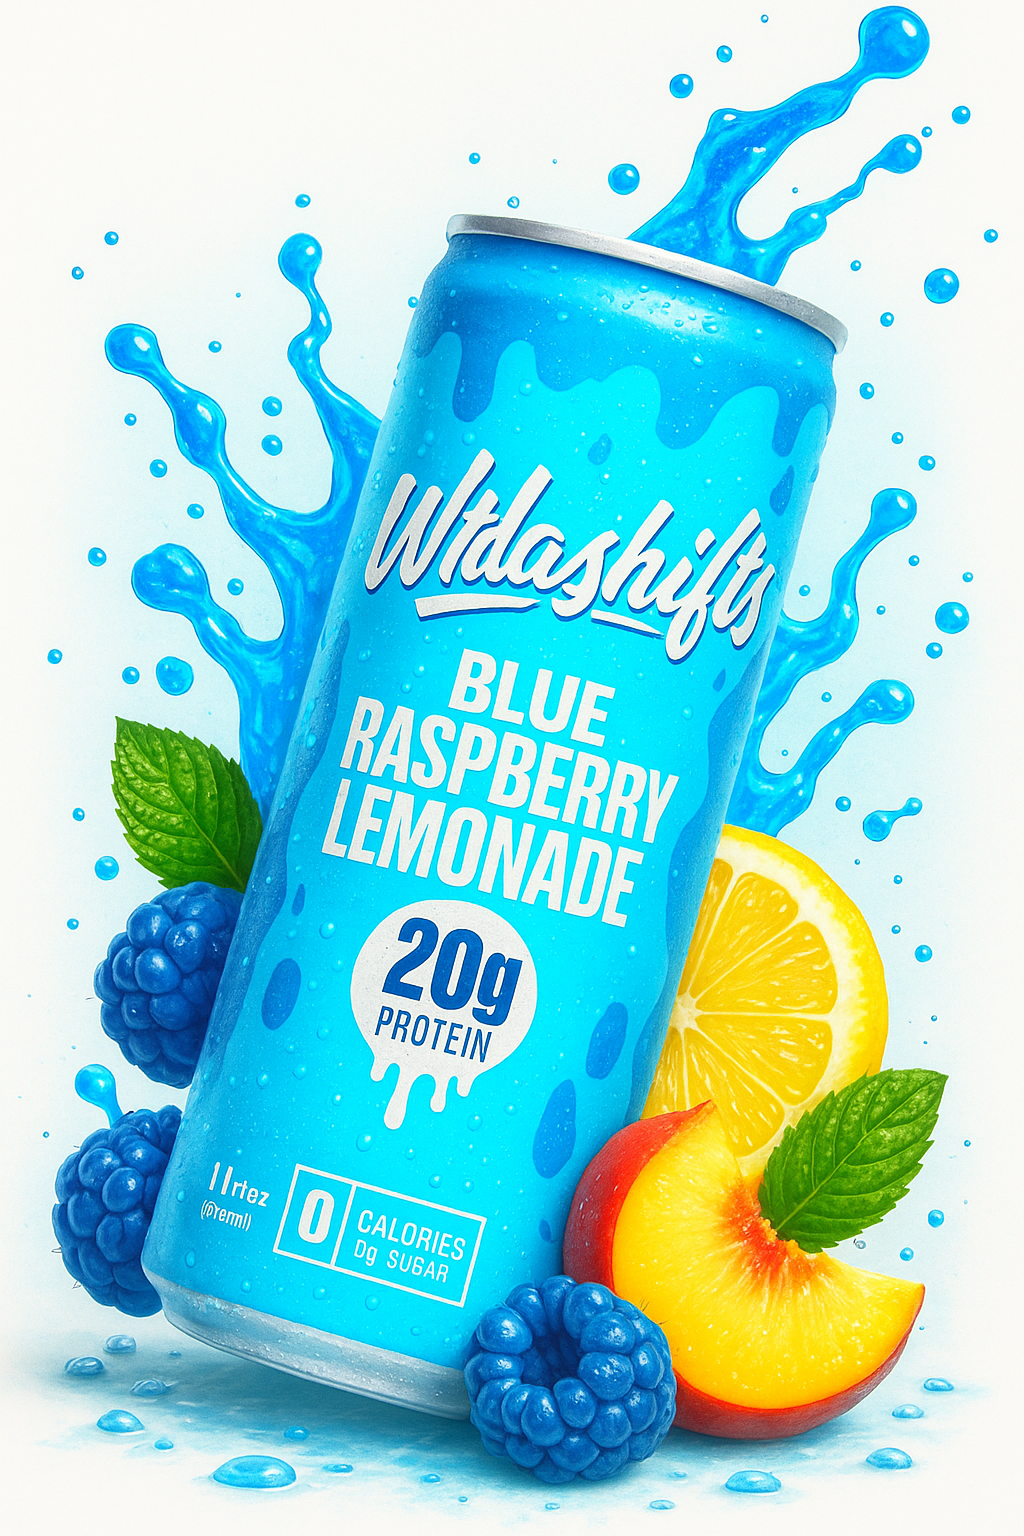 Wtdashifts
BLUE
RASPBERRY
LEMONADE
20g
PROTEIN
0 CALORIES
Dg SUGAR